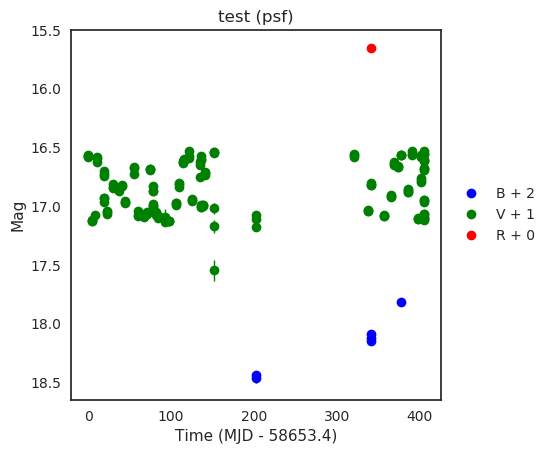 test (psf)
15.5
16.0
16.5
17.0
17.5
18.0
18.5
Mag
B + 2
V + 1
R + 0
0 100 200 300 400
Time (MJD - 58653.4)